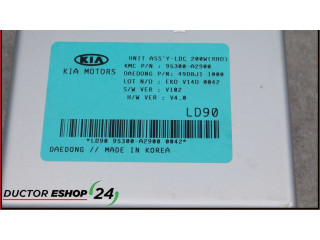 KIA
KIA MOTORS
UNIT ASS'Y-LDC 200W(RHD)
KMC P/N : 95300-A2900
DAEDONG P/N: 49DBJ1 1000
LOT N/O : EKO V14D 0042
S/W VER : V102
H/W VER : V4.0
LD90
*LD90 95300-A2900 0042*
DAEDONG // MADE IN KOREA
DUCTOR ESHOP 24